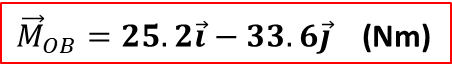 M⃗_OB = 25.2i⃗ − 33.6j⃗ (Nm)